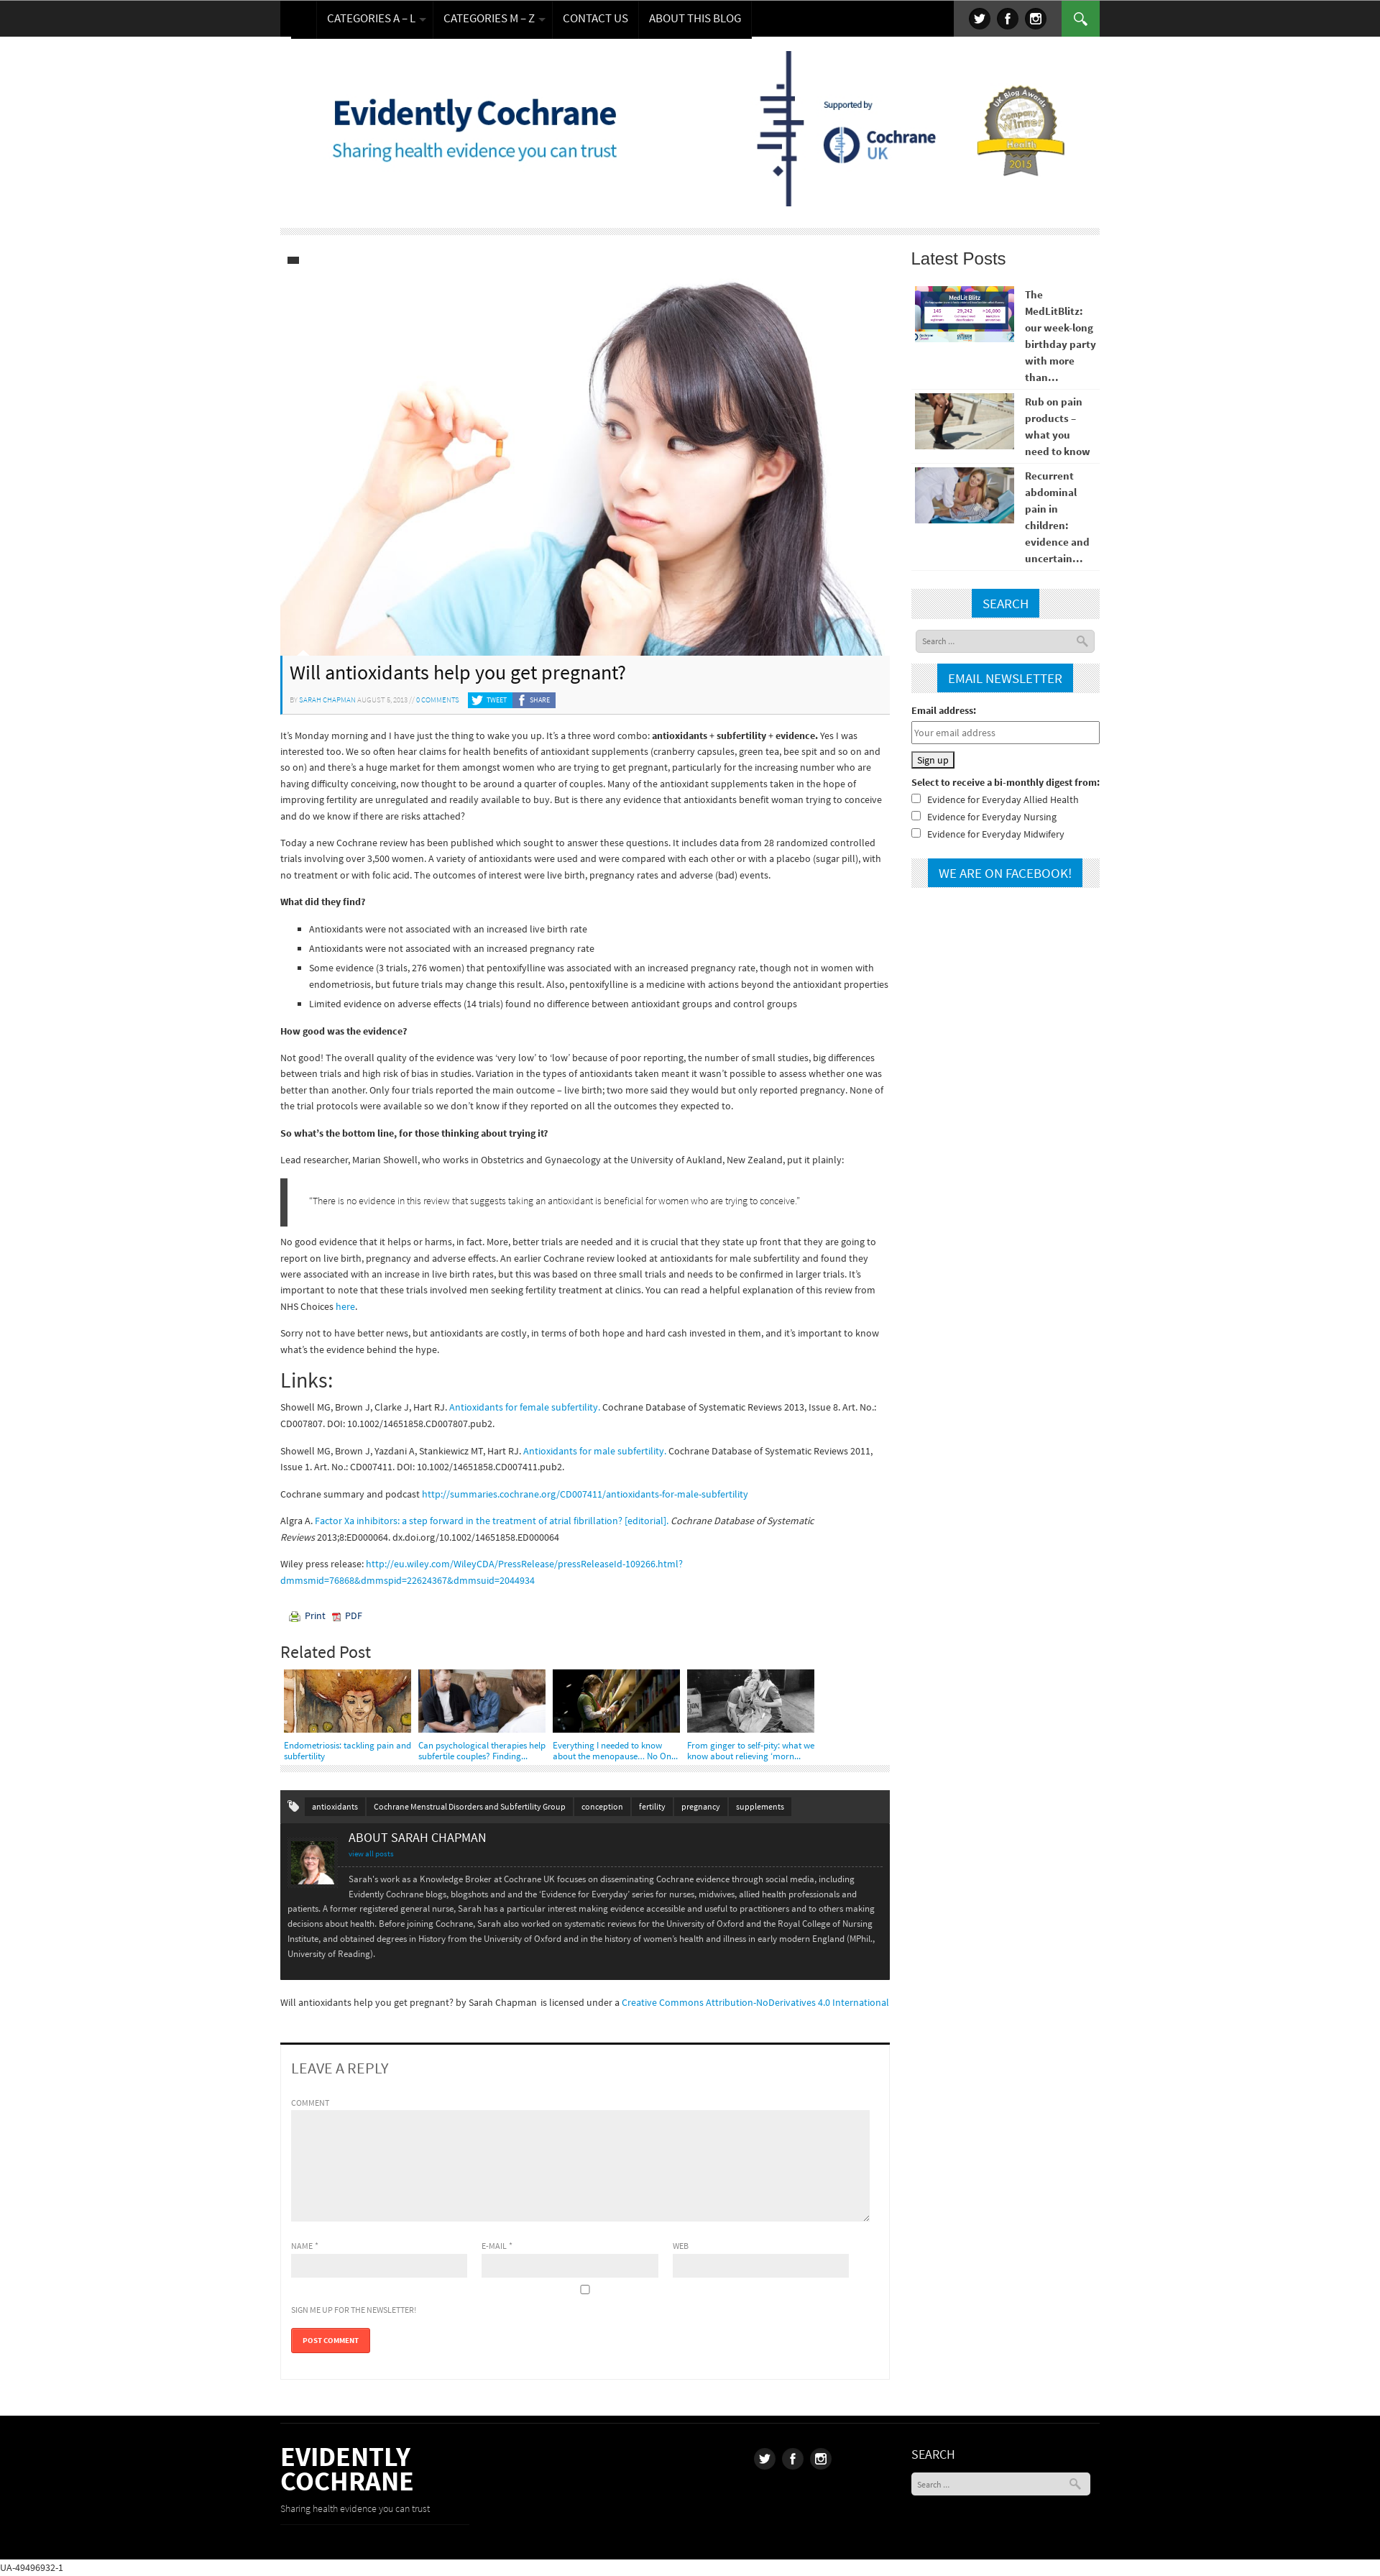 CATEGORIES A – L
CATEGORIES M – Z
CONTACT US
ABOUT THIS BLOG
Evidently Cochrane
Sharing health evidence you can trust
Supported by
Cochrane
UK
UK Blog Awards
Company
Winner
Health
2015
Will antioxidants help you get pregnant?
BY SARAH CHAPMAN AUGUST 5, 2013 // 0 COMMENTS
TWEET
SHARE
It's Monday morning and I have just the thing to wake you up. It's a three word combo: antioxidants + subfertility + evidence. Yes I was
interested too. We so often hear claims for health benefits of antioxidant supplements (cranberry capsules, green tea, bee spit and so on and
so on) and there's a huge market for them amongst women who are trying to get pregnant, particularly for the increasing number who are
having difficulty conceiving, now thought to be around a quarter of couples. Many of the antioxidant supplements taken in the hope of
improving fertility are unregulated and readily available to buy. But is there any evidence that antioxidants benefit woman trying to conceive
and do we know if there are risks attached?
Today a new Cochrane review has been published which sought to answer these questions. It includes data from 28 randomized controlled
trials involving over 3,500 women. A variety of antioxidants were used and were compared with each other or with a placebo (sugar pill), with
no treatment or with folic acid. The outcomes of interest were live birth, pregnancy rates and adverse (bad) events.
What did they find?
Antioxidants were not associated with an increased live birth rate
Antioxidants were not associated with an increased pregnancy rate
Some evidence (3 trials, 276 women) that pentoxifylline was associated with an increased pregnancy rate, though not in women with
endometriosis, but future trials may change this result. Also, pentoxifylline is a medicine with actions beyond the antioxidant properties
Limited evidence on adverse effects (14 trials) found no difference between antioxidant groups and control groups
How good was the evidence?
Not good! The overall quality of the evidence was 'very low' to 'low' because of poor reporting, the number of small studies, big differences
between trials and high risk of bias in studies. Variation in the types of antioxidants taken meant it wasn't possible to assess whether one was
better than another. Only four trials reported the main outcome – live birth; two more said they would but only reported pregnancy. None of
the trial protocols were available so we don't know if they reported on all the outcomes they expected to.
So what's the bottom line, for those thinking about trying it?
Lead researcher, Marian Showell, who works in Obstetrics and Gynaecology at the University of Aukland, New Zealand, put it plainly:
"There is no evidence in this review that suggests taking an antioxidant is beneficial for women who are trying to conceive."
No good evidence that it helps or harms, in fact. More, better trials are needed and it is crucial that they state up front that they are going to
report on live birth, pregnancy and adverse effects. An earlier Cochrane review looked at antioxidants for male subfertility and found they
were associated with an increase in live birth rates, but this was based on three small trials and needs to be confirmed in larger trials. It's
important to note that these trials involved men seeking fertility treatment at clinics. You can read a helpful explanation of this review from
NHS Choices here.
Sorry not to have better news, but antioxidants are costly, in terms of both hope and hard cash invested in them, and it's important to know
what's the evidence behind the hype.
Links:
Showell MG, Brown J, Clarke J, Hart RJ. Antioxidants for female subfertility. Cochrane Database of Systematic Reviews 2013, Issue 8. Art. No.:
CD007807. DOI: 10.1002/14651858.CD007807.pub2.
Showell MG, Brown J, Yazdani A, Stankiewicz MT, Hart RJ. Antioxidants for male subfertility. Cochrane Database of Systematic Reviews 2011,
Issue 1. Art. No.: CD007411. DOI: 10.1002/14651858.CD007411.pub2.
Cochrane summary and podcast http://summaries.cochrane.org/CD007411/antioxidants-for-male-subfertility
Algra A. Factor Xa inhibitors: a step forward in the treatment of atrial fibrillation? [editorial]. Cochrane Database of Systematic
Reviews 2013;8:ED000064. dx.doi.org/10.1002/14651858.ED000064
Wiley press release: http://eu.wiley.com/WileyCDA/PressRelease/pressReleaseId-109266.html?
dmmsmid=76868&dmmspid=22624367&dmmsuid=2044934
Print PDF
Related Post
Endometriosis: tackling pain and
subfertility
Can psychological therapies help
subfertile couples? Finding...
Everything I needed to know
about the menopause… No On...
From ginger to self-pity: what we
know about relieving 'morn...
antioxidants
Cochrane Menstrual Disorders and Subfertility Group
conception
fertility
pregnancy
supplements
ABOUT SARAH CHAPMAN
view all posts
Sarah's work as a Knowledge Broker at Cochrane UK focuses on disseminating Cochrane evidence through social media, including
Evidently Cochrane blogs, blogshots and and the 'Evidence for Everyday' series for nurses, midwives, allied health professionals and
patients. A former registered general nurse, Sarah has a particular interest making evidence accessible and useful to practitioners and to others making
decisions about health. Before joining Cochrane, Sarah also worked on systematic reviews for the University of Oxford and the Royal College of Nursing
Institute, and obtained degrees in History from the University of Oxford and in the history of women's health and illness in early modern England (MPhil.,
University of Reading).
Will antioxidants help you get pregnant? by Sarah Chapman is licensed under a Creative Commons Attribution-NoDerivatives 4.0 International
LEAVE A REPLY
COMMENT
NAME *
E-MAIL *
WEB
SIGN ME UP FOR THE NEWSLETTER!
POST COMMENT
Latest Posts
MedLitBlitz
145
29,242
+16,000
The
MedLitBlitz:
our week-long
birthday party
with more
than…
Rub on pain
products –
what you
need to know
Recurrent
abdominal
pain in
children:
evidence and
uncertain…
SEARCH
Search ...
EMAIL NEWSLETTER
Email address:
Your email address
Sign up
Select to receive a bi-monthly digest from:
Evidence for Everyday Allied Health
Evidence for Everyday Nursing
Evidence for Everyday Midwifery
WE ARE ON FACEBOOK!
EVIDENTLY
COCHRANE
Sharing health evidence you can trust
SEARCH
Search ...
UA-49496932-1